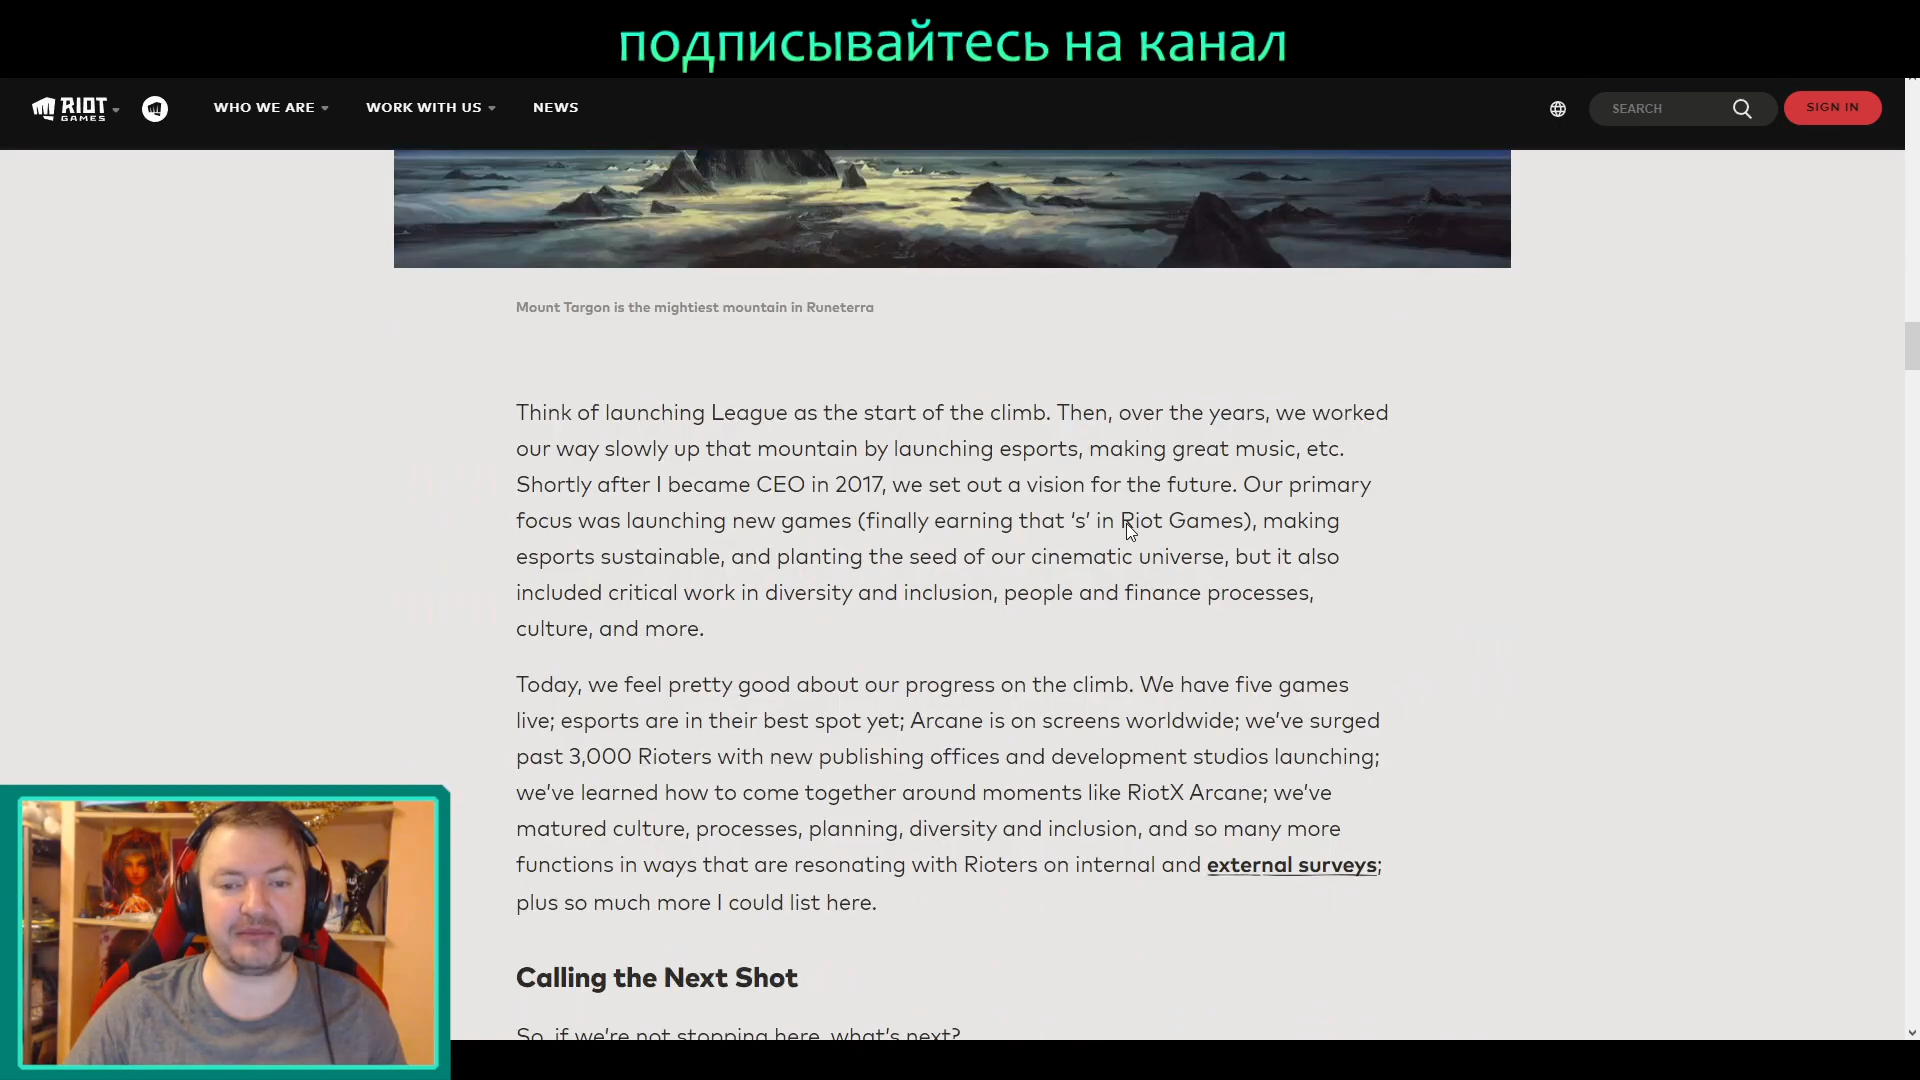 подписывайтесь на канал
RIOT GAMES WHO WE ARE WORK WITH US NEWS SEARCH SIGN IN
Mount Targon is the mightiest mountain in Runeterra
Think of launching League as the start of the climb. Then, over the years, we worked
our way slowly up that mountain by launching esports, making great music, etc.
Shortly after I became CEO in 2017, we set out a vision for the future. Our primary
focus was launching new games (finally earning that ‘s’ in Riot Games), making
esports sustainable, and planting the seed of our cinematic universe, but it also
included critical work in diversity and inclusion, people and finance processes,
culture, and more.
Today, we feel pretty good about our progress on the climb. We have five games
live; esports are in their best spot yet; Arcane is on screens worldwide; we’ve surged
past 3,000 Rioters with new publishing offices and development studios launching;
we’ve learned how to come together around moments like RiotX Arcane; we’ve
matured culture, processes, planning, diversity and inclusion, and so many more
functions in ways that are resonating with Rioters on internal and external surveys;
plus so much more I could list here.
Calling the Next Shot
So, if we’re not stopping here, what’s next?